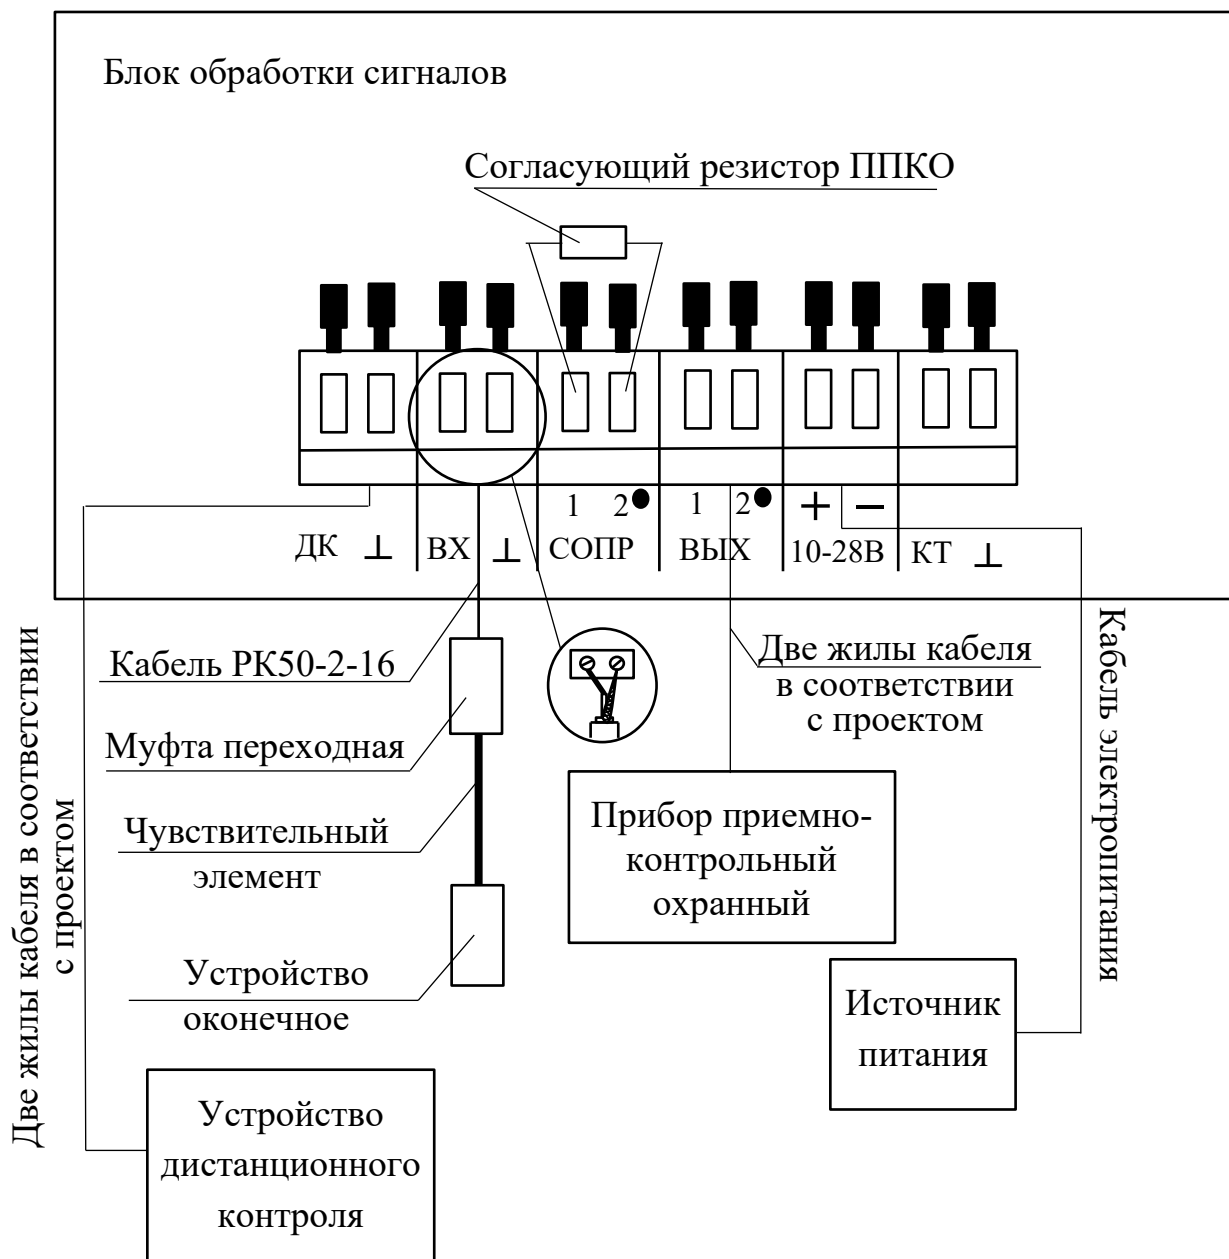 Блок обработки сигналов
Согласующий резистор ППКО
1 2 1 2 + −
ДК ⊥ ВХ ⊥ СОПР ВЫХ 10-28В КТ ⊥
Кабель РК50-2-16
Муфта переходная
Чувствительный
элемент
Устройство
оконечное
Две жилы кабеля
в соответствии
с проектом
Прибор приемно-
контрольный
охранный
Кабель электропитания
Источник
питания
Две жилы кабеля в соответствии
с проектом
Устройство
дистанционного
контроля